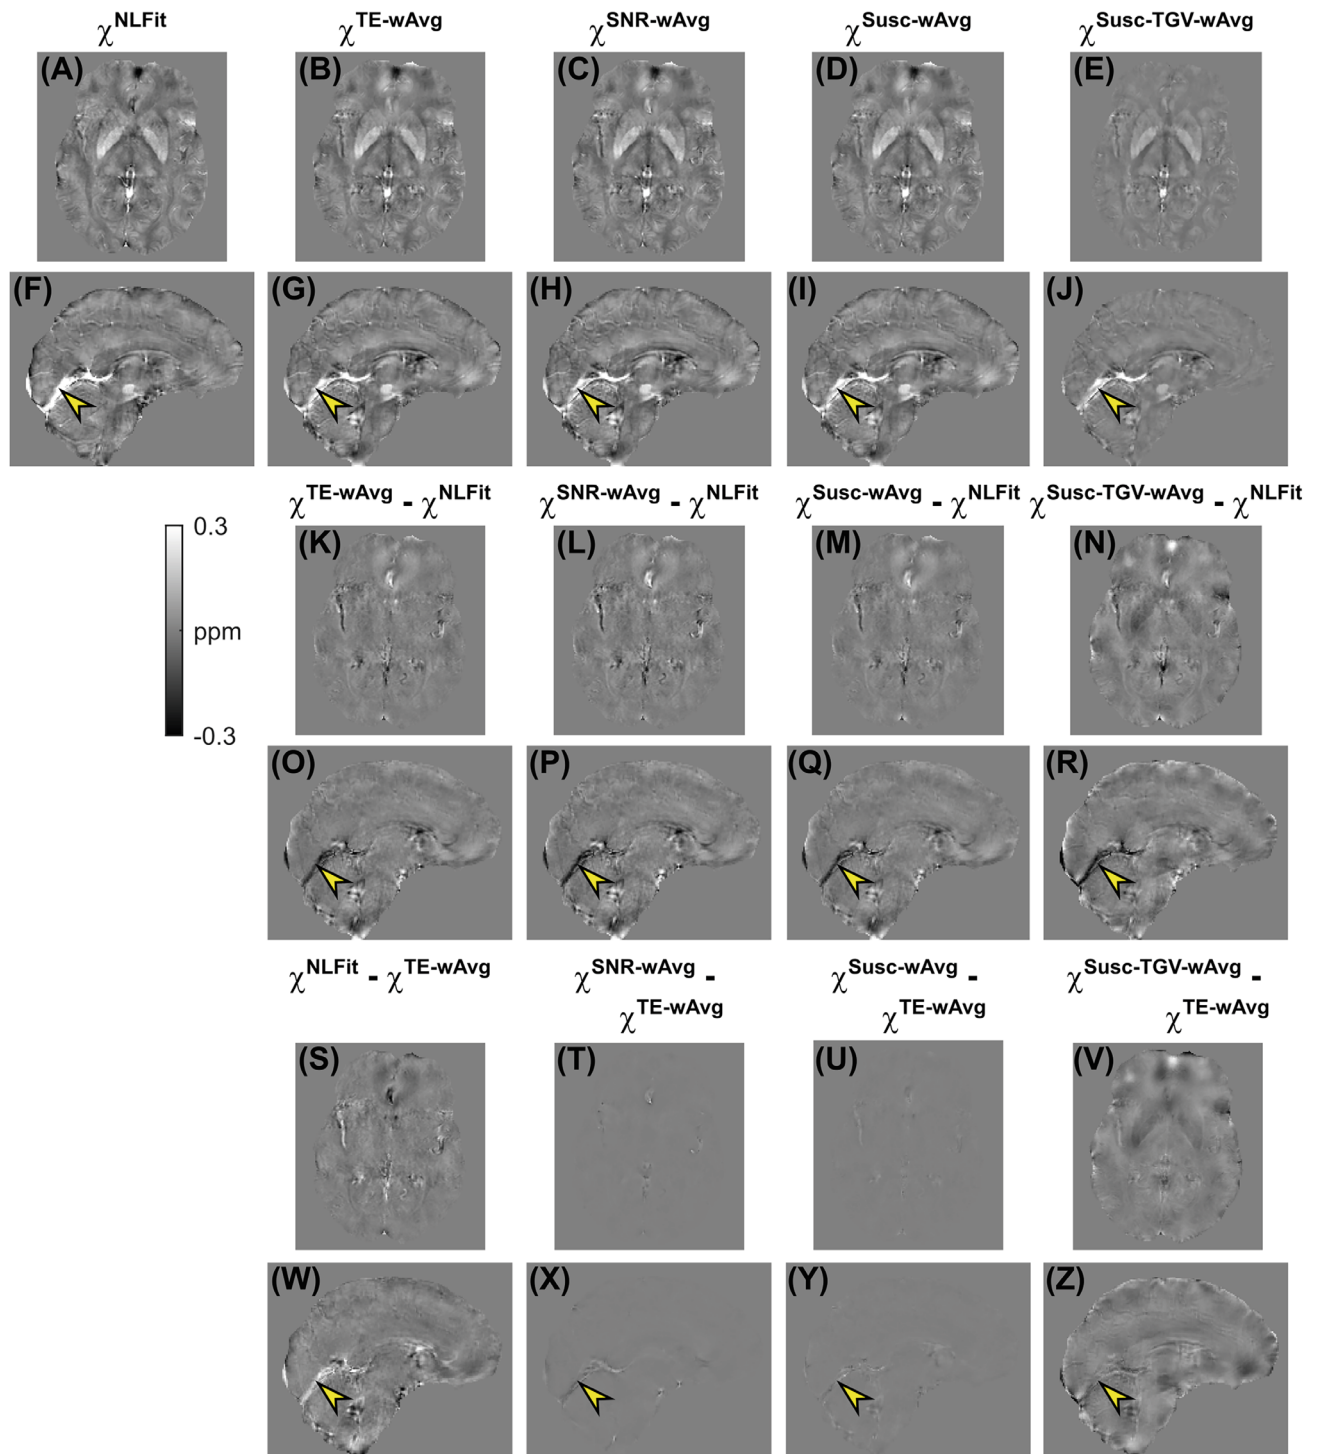 χNLFit χTE-wAvg χSNR-wAvg χSusc-wAvg χSusc-TGV-wAvg
(A) (B) (C) (D) (E)
(F) (G) (H) (I) (J)
χTE-wAvg - χNLFit χSNR-wAvg - χNLFit χSusc-wAvg - χNLFit χSusc-TGV-wAvg - χNLFit
(K) (L) (M) (N)
0.3
ppm
-0.3
(O) (P) (Q) (R)
χNLFit - χTE-wAvg χSNR-wAvg - χSusc-wAvg - χSusc-TGV-wAvg -
χTE-wAvg χTE-wAvg χTE-wAvg
(S) (T) (U) (V)
(W) (X) (Y) (Z)